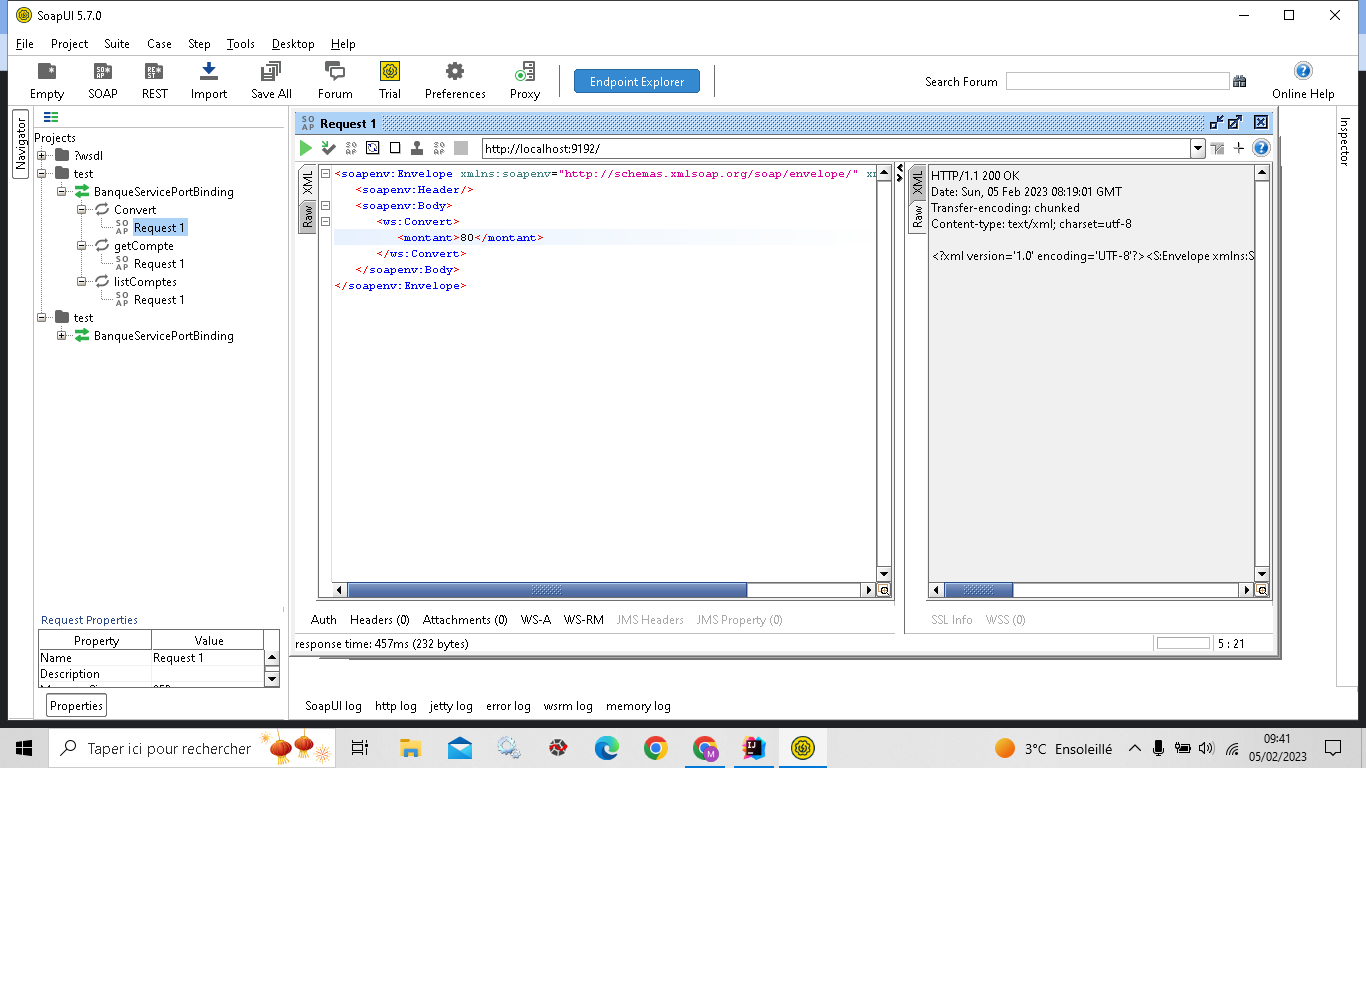 SoapUI 5.7.0
File Project Suite Case Step Tools Desktop Help
Empty SOAP REST Import Save All Forum Trial Preferences Proxy Endpoint Explorer Search Forum Online Help
Navigator
Projects
?wsdl
test
BanqueServicePortBinding
Convert
Request 1
getCompte
Request 1
listComptes
Request 1
test
BanqueServicePortBinding
Request Properties
Property Value
Name Request 1
Description
Properties
Request 1
http://localhost:9192/
XML
Raw
<soapenv:Envelope xmlns:soapenv="http://schemas.xmlsoap.org/soap/envelope/"
<soapenv:Header/>
<soapenv:Body>
<ws:Convert>
<montant>80</montant>
</ws:Convert>
</soapenv:Body>
</soapenv:Envelope>
Auth Headers (0) Attachments (0) WS-A WS-RM JMS Headers JMS Property (0)
XML
Raw
HTTP/1.1 200 OK
Date: Sun, 05 Feb 2023 08:19:01 GMT
Transfer-encoding: chunked
Content-type: text/xml; charset=utf-8
<?xml version='1.0' encoding='UTF-8'?><S:Envelope xmlns:S
SSL Info WSS (0)
response time: 457ms (232 bytes) 5 : 21
SoapUI log http log jetty log error log wsrm log memory log
Inspector
Taper ici pour rechercher
3°C Ensoleillé
09:41
05/02/2023